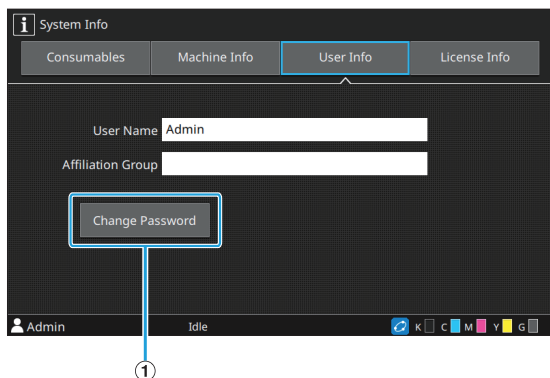 i System Info
Consumables Machine Info User Info License Info
User Name Admin
Affiliation Group
Change Password
Admin Idle K C M Y G
1